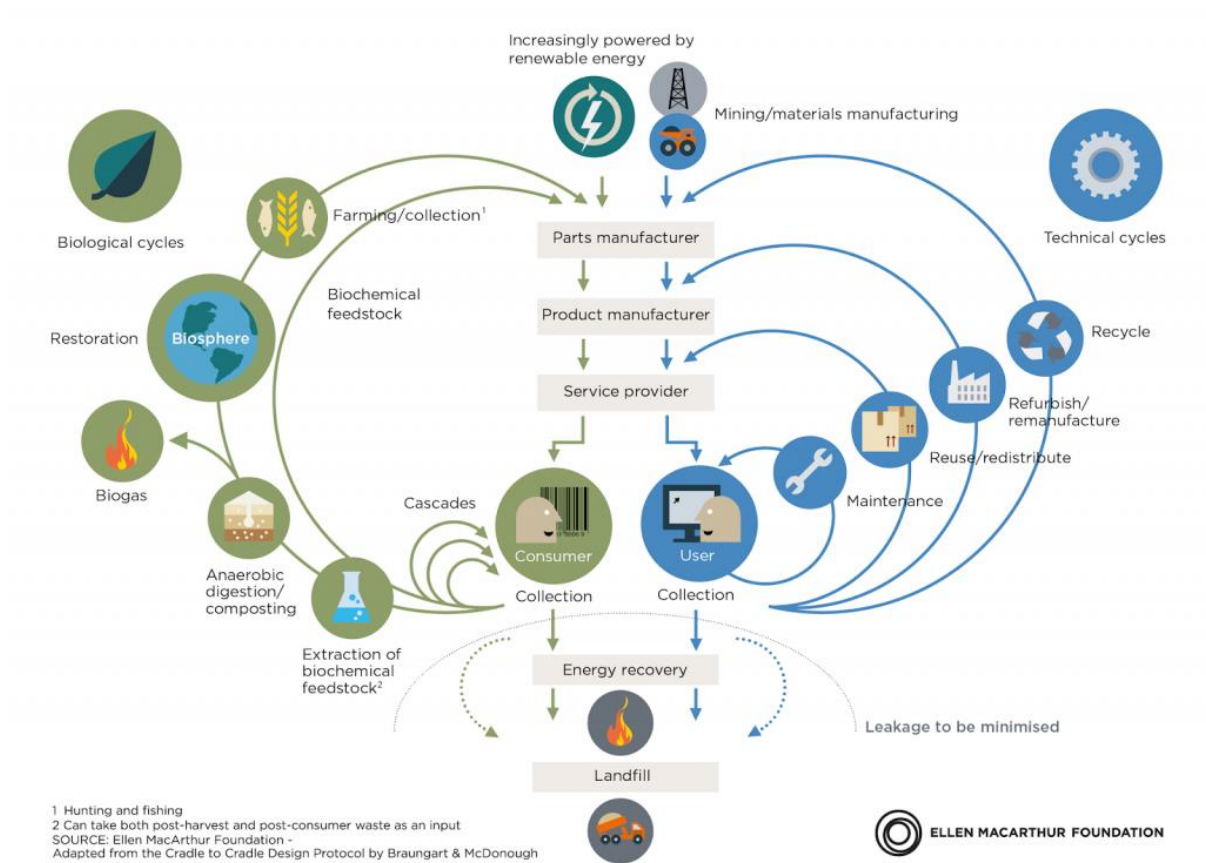 Increasingly powered by
renewable energy
Mining/materials manufacturing
Biological cycles
Farming/collection¹
Parts manufacturer
Technical cycles
Biochemical
feedstock
Product manufacturer
Restoration
Biosphere
Recycle
Service provider
Refurbish/
remanufacture
Reuse/redistribute
Biogas
Cascades
Maintenance
Consumer
User
Anaerobic
digestion/
composting
Collection
Collection
Extraction of
biochemical
feedstock²
Energy recovery
Leakage to be minimised
Landfill
1 Hunting and fishing
2 Can take both post-harvest and post-consumer waste as an input
SOURCE: Ellen MacArthur Foundation -
Adapted from the Cradle to Cradle Design Protocol by Braungart & McDonough
ELLEN MACARTHUR FOUNDATION